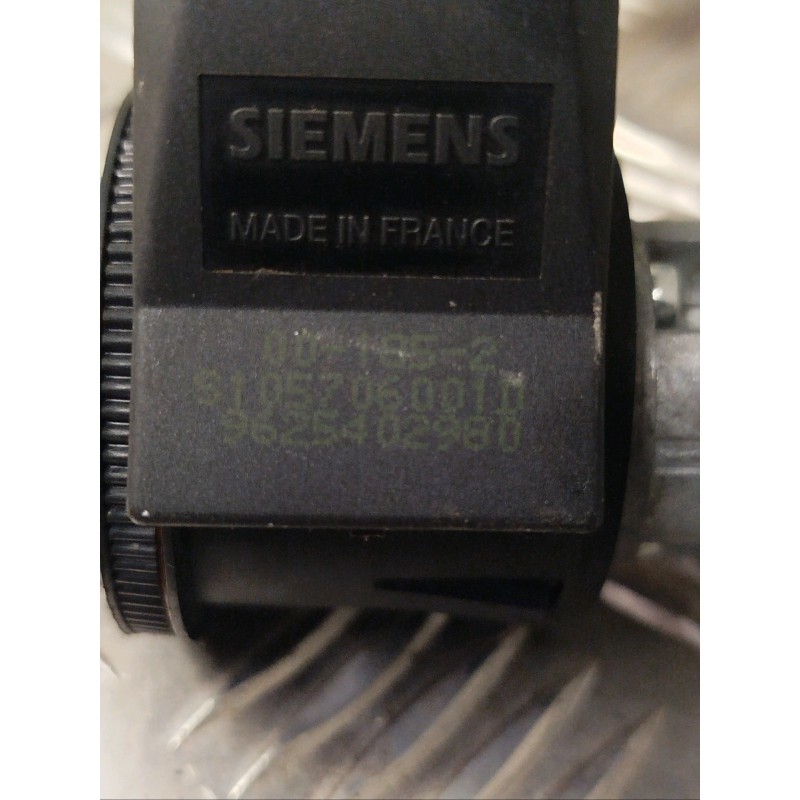 SIEMENS
MADE IN FRANCE
00-195-2
S105706001D
9625402980